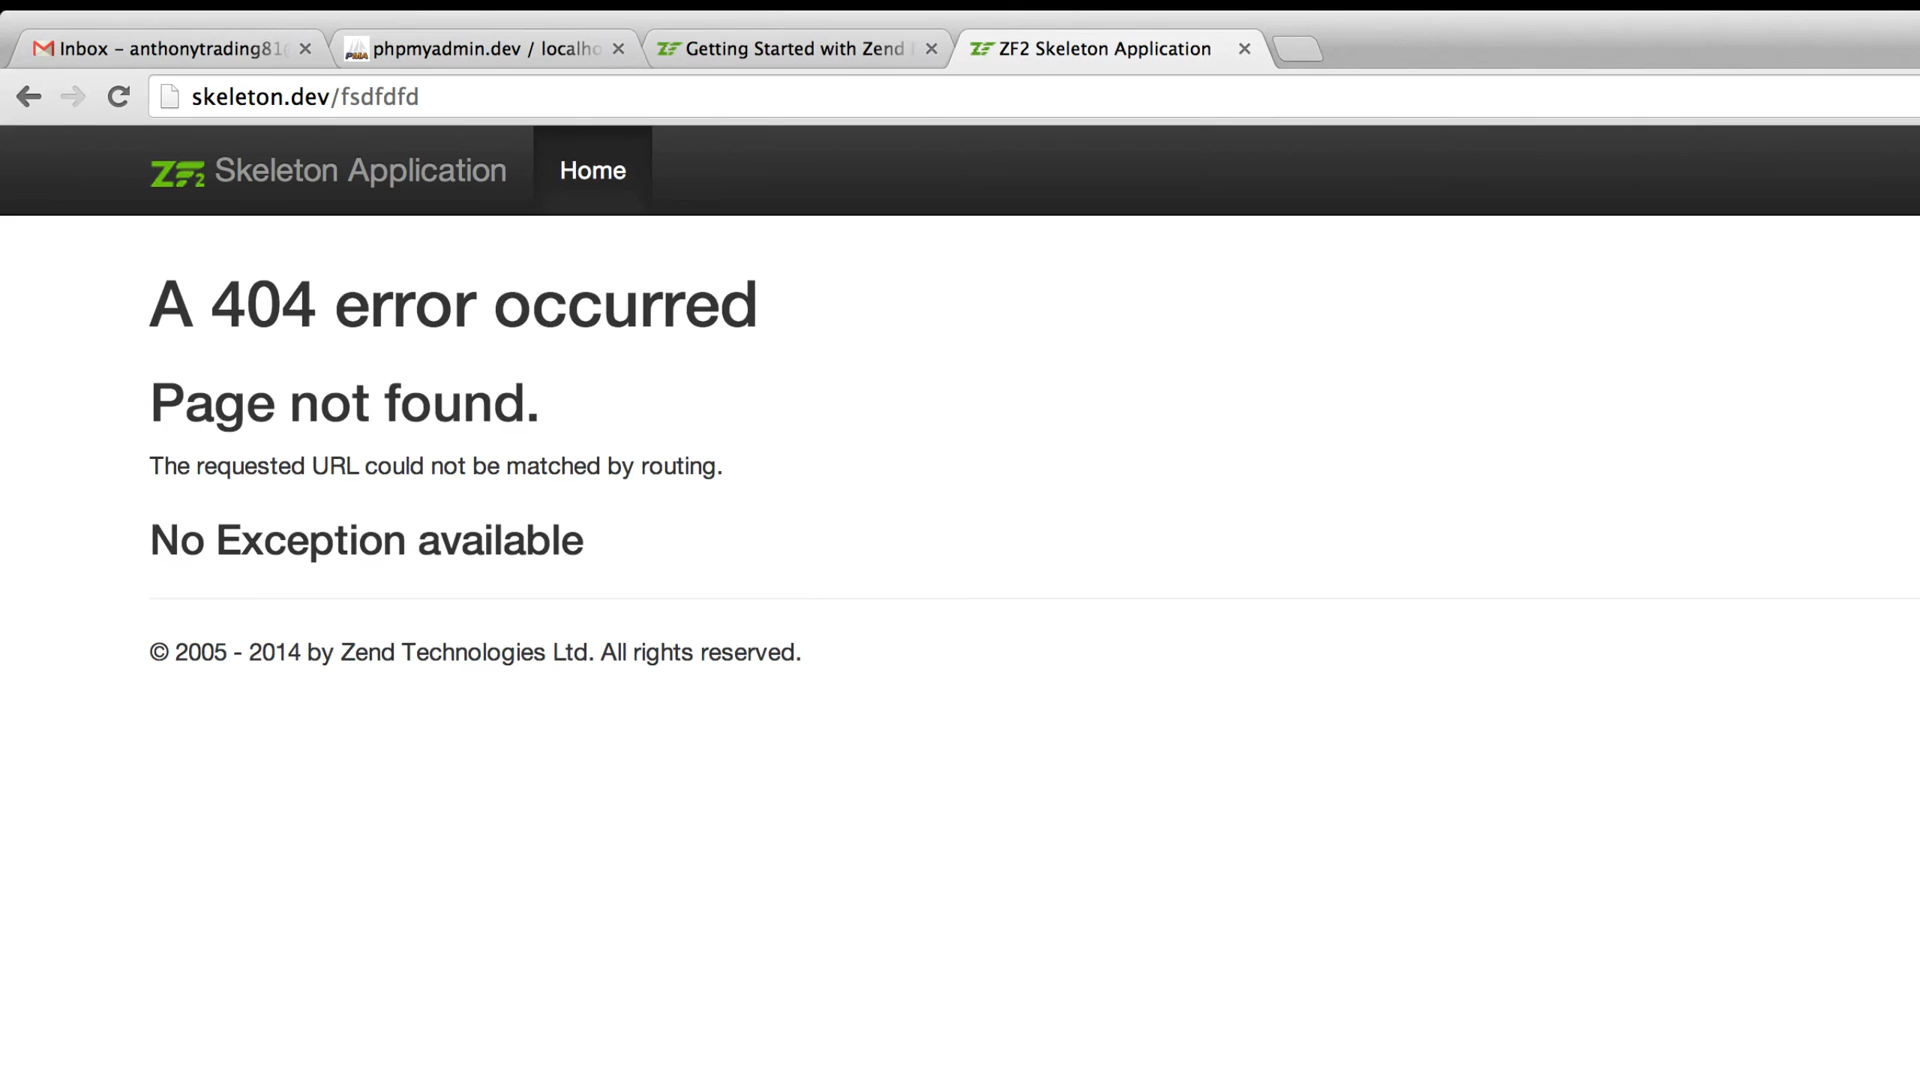 Inbox – anthonytrading81
phpmyadmin.dev / localho
Getting Started with Zend
ZF2 Skeleton Application
skeleton.dev/fsdfdfd
ZF2 Skeleton Application
Home
A 404 error occurred
Page not found.
The requested URL could not be matched by routing.
No Exception available
© 2005 - 2014 by Zend Technologies Ltd. All rights reserved.